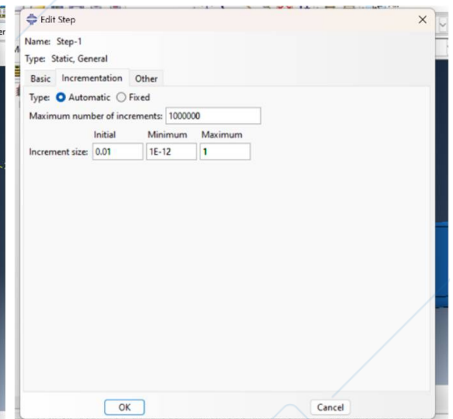 Edit Step
Name: Step-1
Type: Static, General
Basic Incrementation Other
Type: Automatic Fixed
Maximum number of increments: 1000000
Initial Minimum Maximum
Increment size: 0.01 1E-12 1
OK Cancel